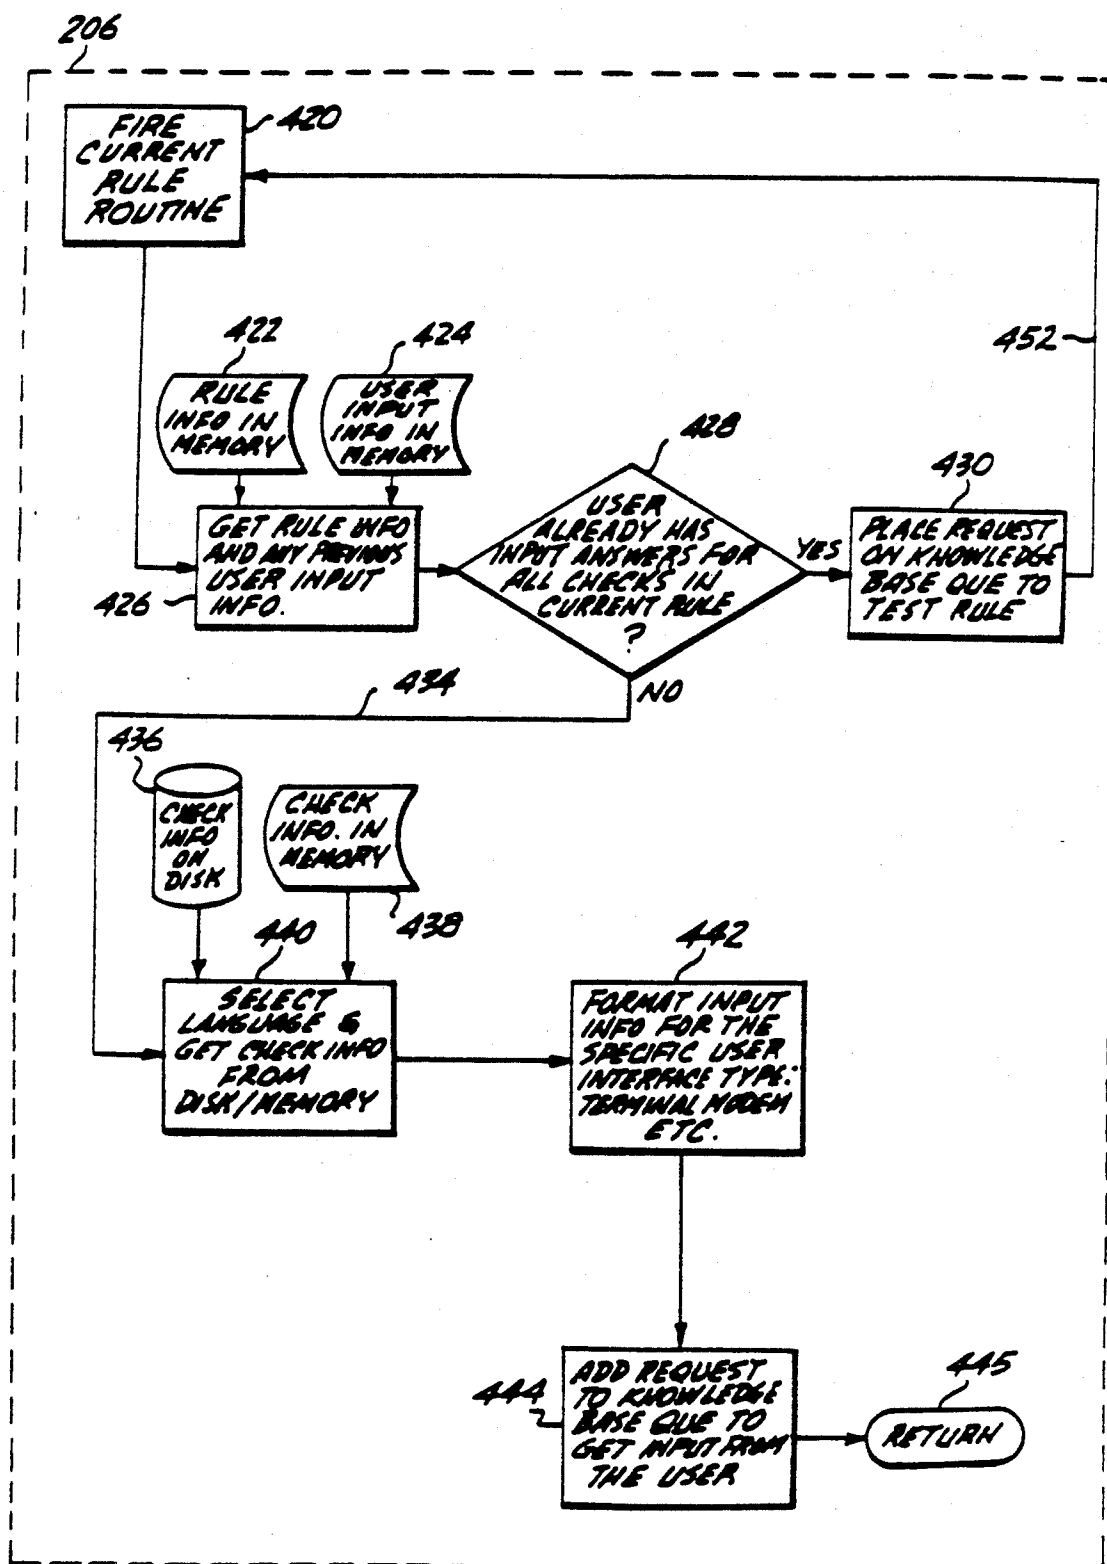 206
FIRE
CURRENT
RULE
ROUTINE
420
422
RULE
INFO IN
MEMORY
424
USER
INPUT
INFO IN
MEMORY
428
USER
ALREADY HAS
INPUT ANSWERS FOR
ALL CHECKS IN
CURRENT RULE
?
YES
430
PLACE REQUEST
ON KNOWLEDGE
BASE QUE TO
TEST RULE
452
GET RULE INFO
AND ANY PREVIOUS
USER INPUT
INFO.
426
NO
434
436
CHECK
INFO
ON
DISK
CHECK
INFO. IN
MEMORY
438
440
SELECT
LANGUAGE &
GET CHECK INFO
FROM
DISK/MEMORY
442
FORMAT INPUT
INFO FOR THE
SPECIFIC USER
INTERFACE TYPE:
TERMINAL MODEM
ETC.
444
ADD REQUEST
TO KNOWLEDGE
BASE QUE TO
GET INPUT FROM
THE USER
445
RETURN